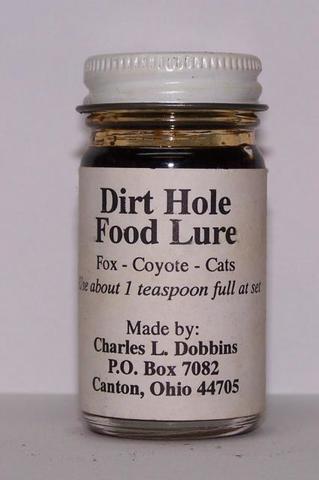 Dirt Hole
Food Lure
Fox - Coyote - Cats
Use about 1 teaspoon full at set
Made by:
Charles L. Dobbins
P.O. Box 7082
Canton, Ohio 44705